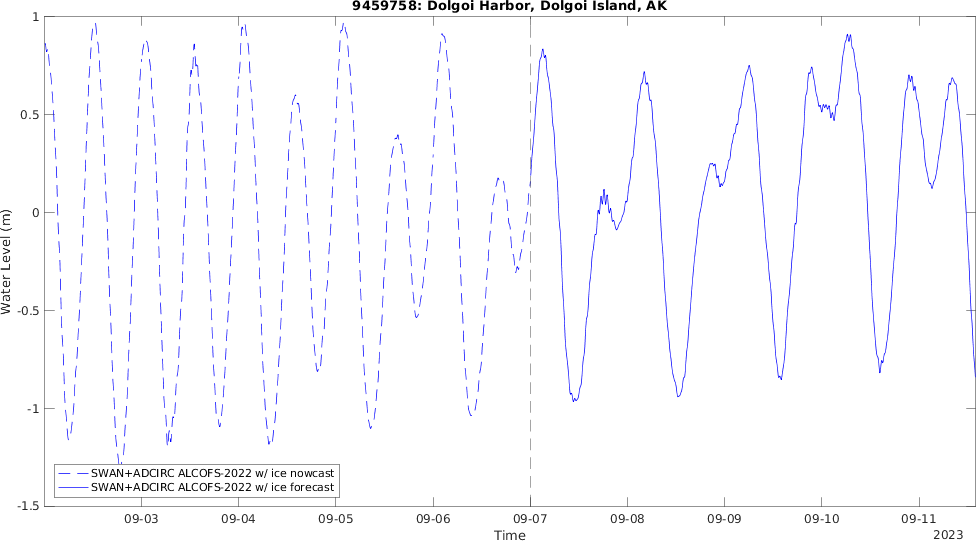 9459758: Dolgoi Harbor, Dolgoi Island, AK
1
0.5
0
-0.5
-1
-1.5
Water Level (m)
SWAN+ADCIRC ALCOFS-2022 w/ ice nowcast
SWAN+ADCIRC ALCOFS-2022 w/ ice forecast
09-03 09-04 09-05 09-06 09-07 09-08 09-09 09-10 09-11
Time
2023